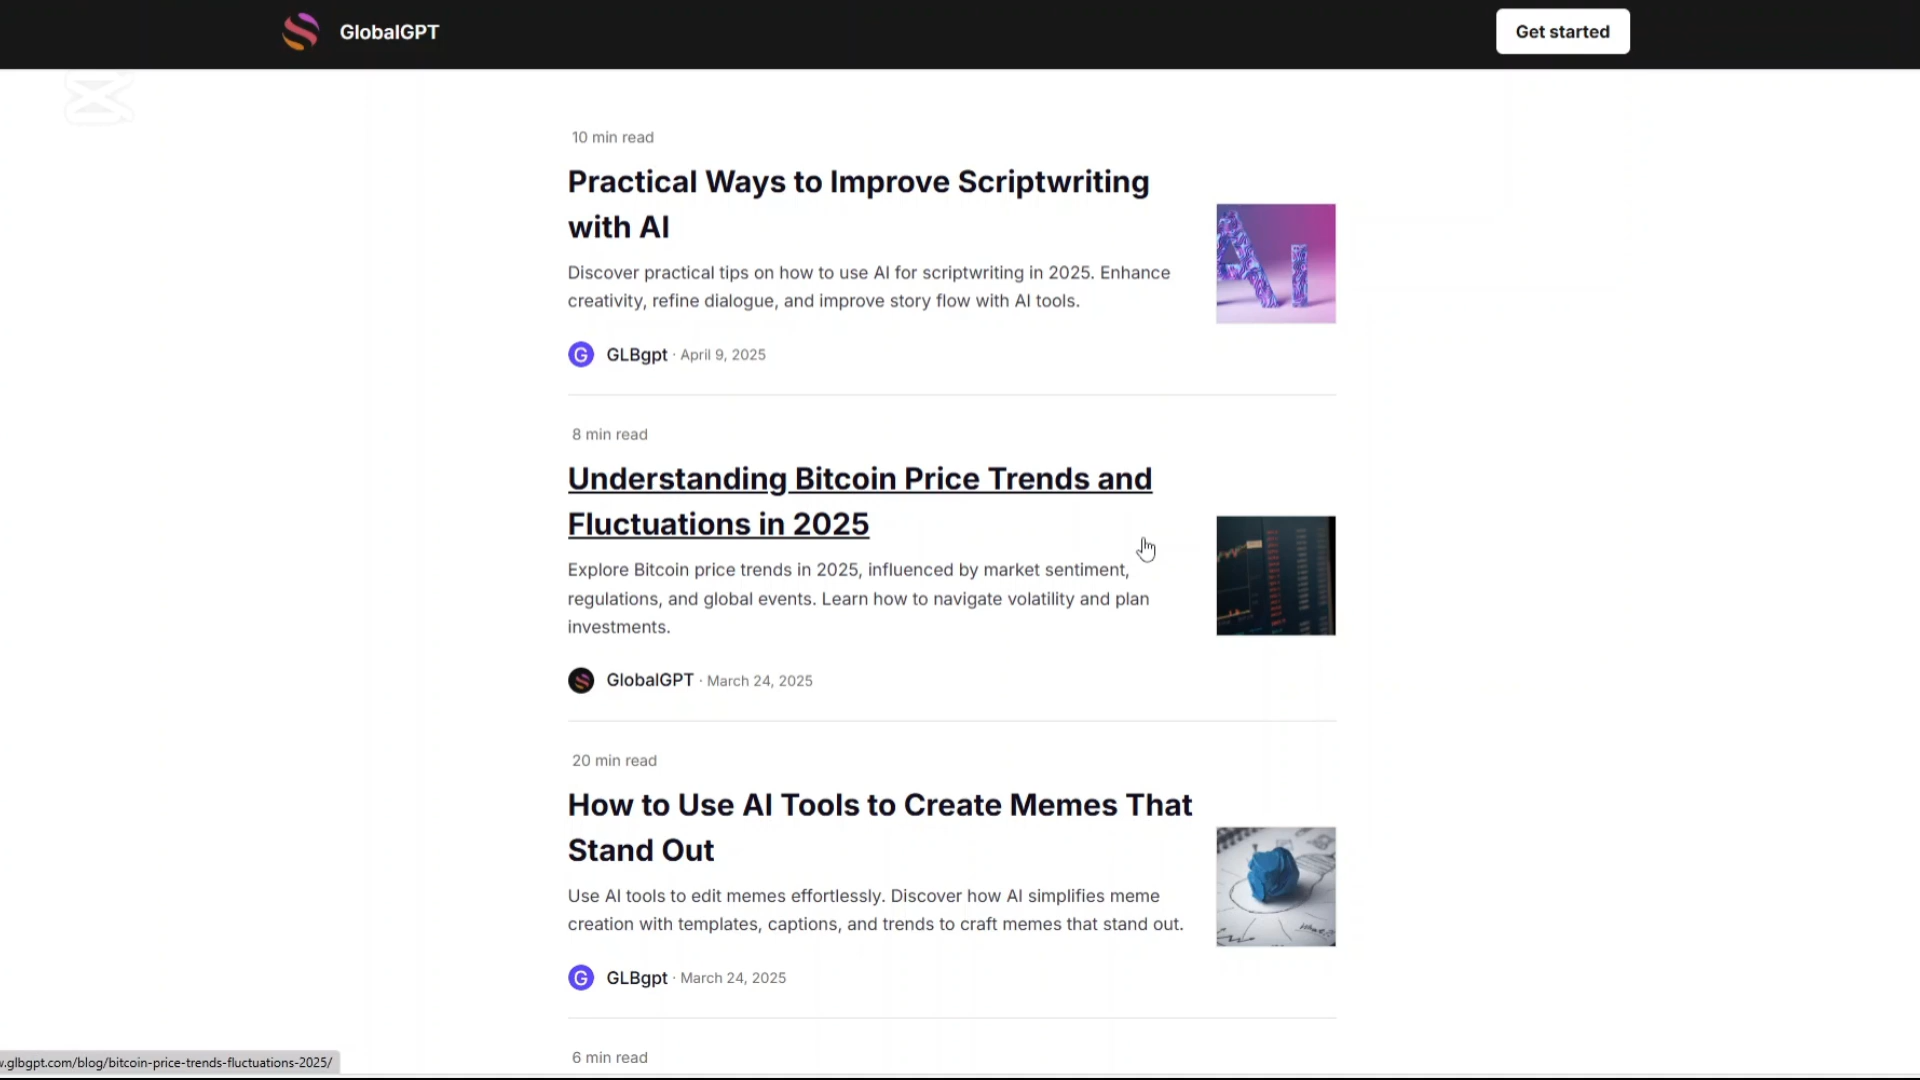 GlobalGPT
Get started
10 min read
Practical Ways to Improve Scriptwriting
with AI
Discover practical tips on how to use AI for scriptwriting in 2025. Enhance
creativity, refine dialogue, and improve story flow with AI tools.
G GLBgpt · April 9, 2025
8 min read
Understanding Bitcoin Price Trends and
Fluctuations in 2025
Explore Bitcoin price trends in 2025, influenced by market sentiment,
regulations, and global events. Learn how to navigate volatility and plan
investments.
GlobalGPT · March 24, 2025
20 min read
How to Use AI Tools to Create Memes That
Stand Out
Use AI tools to edit memes effortlessly. Discover how AI simplifies meme
creation with templates, captions, and trends to craft memes that stand out.
G GLBgpt · March 24, 2025
6 min read
.glbgpt.com/blog/bitcoin-price-trends-fluctuations-2025/